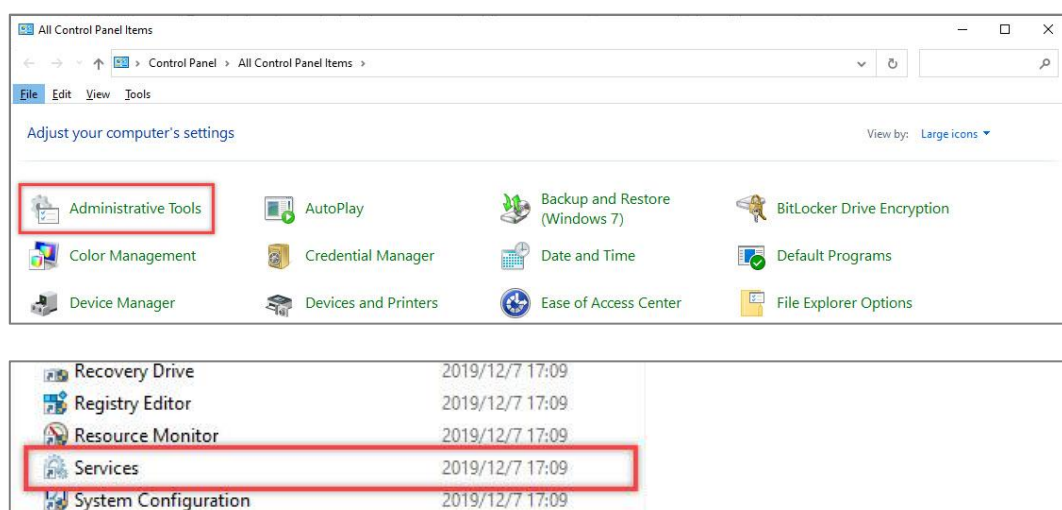 All Control Panel Items
Control Panel > All Control Panel Items >
File Edit View Tools
Adjust your computer's settings
View by: Large icons
Administrative Tools
AutoPlay
Backup and Restore
(Windows 7)
BitLocker Drive Encryption
Color Management
Credential Manager
Date and Time
Default Programs
Device Manager
Devices and Printers
Ease of Access Center
File Explorer Options
Recovery Drive 2019/12/7 17:09
Registry Editor 2019/12/7 17:09
Resource Monitor 2019/12/7 17:09
Services 2019/12/7 17:09
System Configuration 2019/12/7 17:09